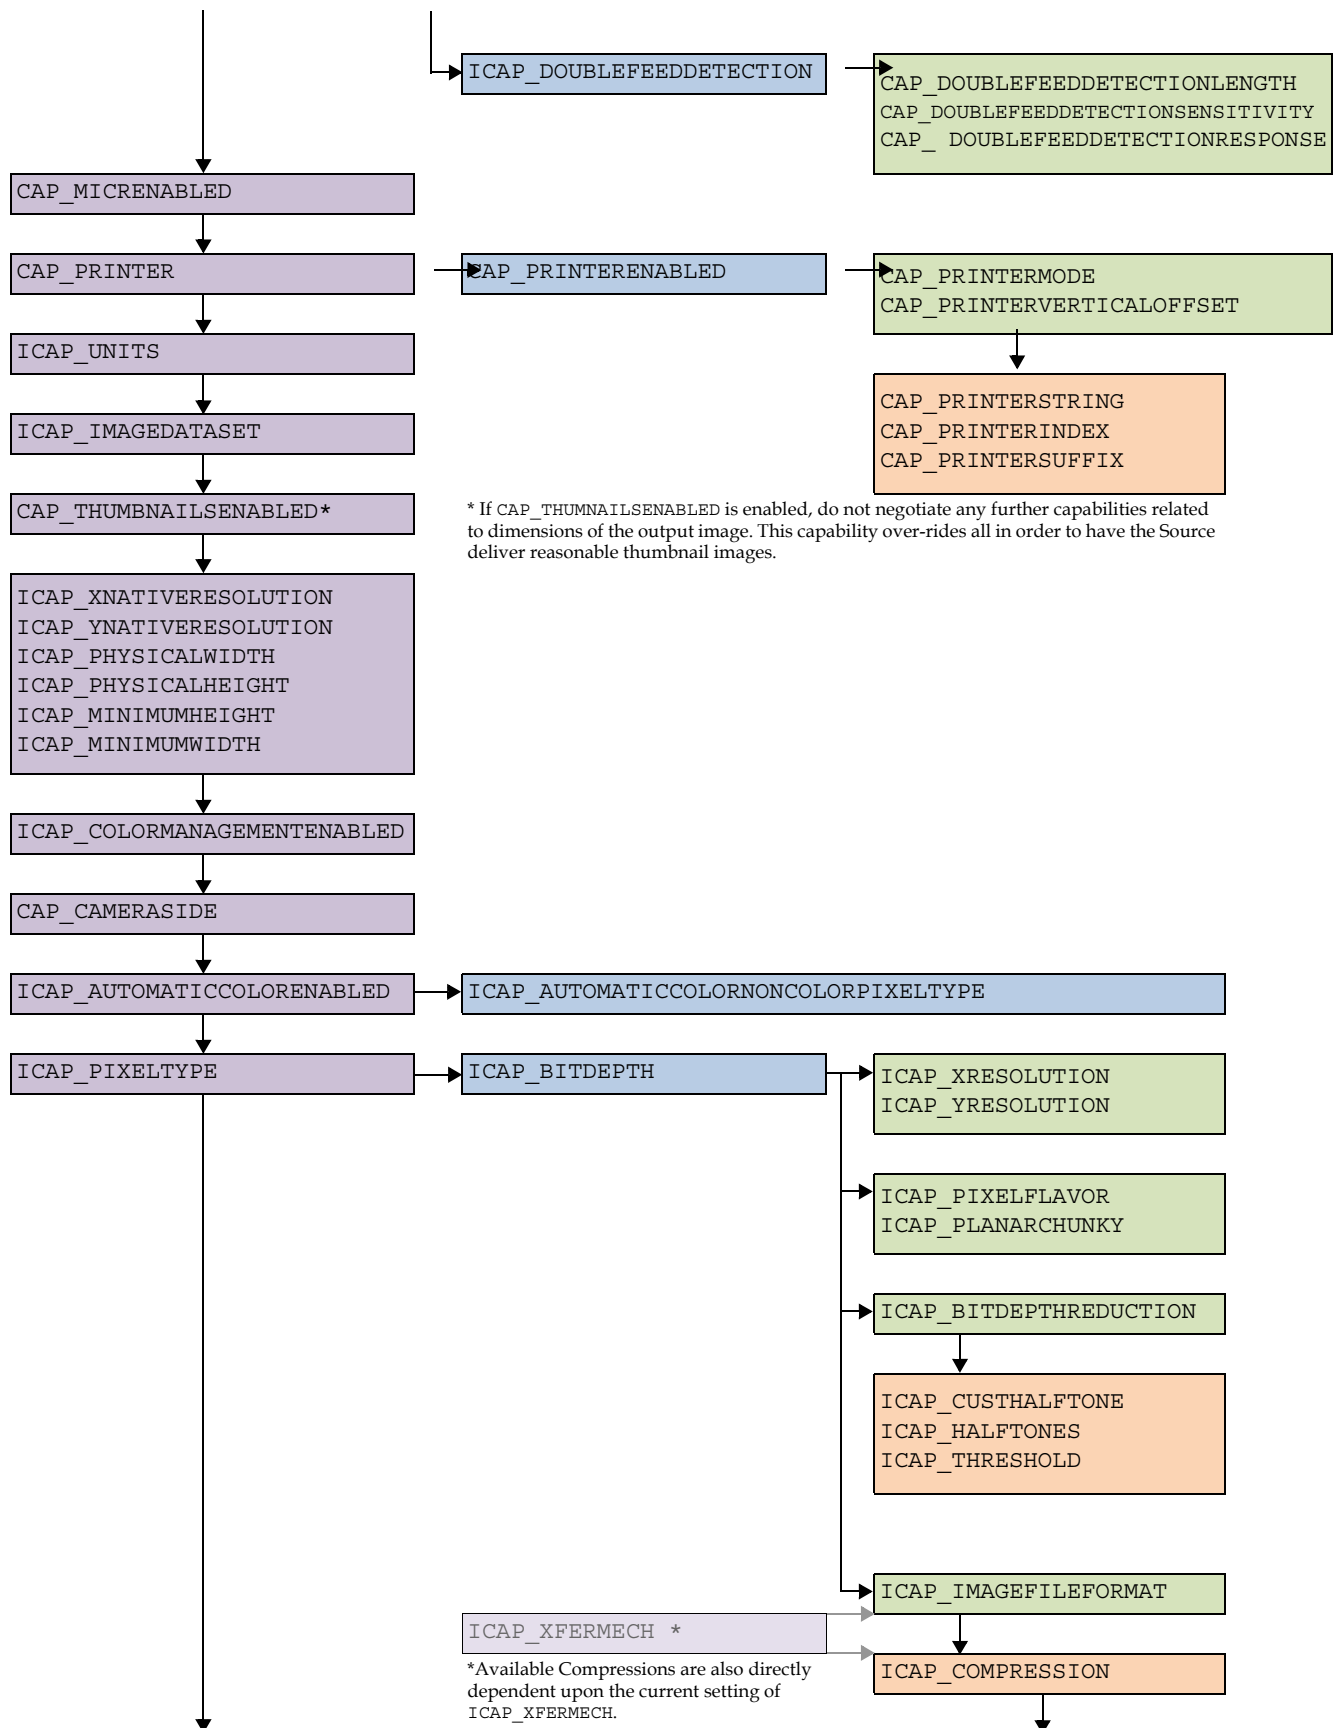 ICAP_DOUBLEFEEDDETECTION
CAP_DOUBLEFEEDDETECTIONLENGTH
CAP_DOUBLEFEEDDETECTIONSENSITIVITY
CAP_ DOUBLEFEEDDETECTIONRESPONSE
CAP_MICRENABLED
CAP_PRINTER
CAP_PRINTERENABLED
CAP_PRINTERMODE
CAP_PRINTERVERTICALOFFSET
ICAP_UNITS
CAP_PRINTERSTRING
CAP_PRINTERINDEX
CAP_PRINTERSUFFIX
ICAP_IMAGEDATASET
CAP_THUMBNAILSENABLED*
* If CAP_THUMNAILSENABLED is enabled, do not negotiate any further capabilities related
to dimensions of the output image. This capability over-rides all in order to have the Source
deliver reasonable thumbnail images.
ICAP_XNATIVERESOLUTION
ICAP_YNATIVERESOLUTION
ICAP_PHYSICALWIDTH
ICAP_PHYSICALHEIGHT
ICAP_MINIMUMHEIGHT
ICAP_MINIMUMWIDTH
ICAP_COLORMANAGEMENTENABLED
CAP_CAMERASIDE
ICAP_AUTOMATICCOLORENABLED
ICAP_AUTOMATICCOLORNONCOLORPIXELTYPE
ICAP_PIXELTYPE
ICAP_BITDEPTH
ICAP_XRESOLUTION
ICAP_YRESOLUTION
ICAP_PIXELFLAVOR
ICAP_PLANARCHUNKY
ICAP_BITDEPTHREDUCTION
ICAP_CUSTHALFTONE
ICAP_HALFTONES
ICAP_THRESHOLD
ICAP_IMAGEFILEFORMAT
ICAP_XFERMECH *
ICAP_COMPRESSION
*Available Compressions are also directly
dependent upon the current setting of
ICAP_XFERMECH.